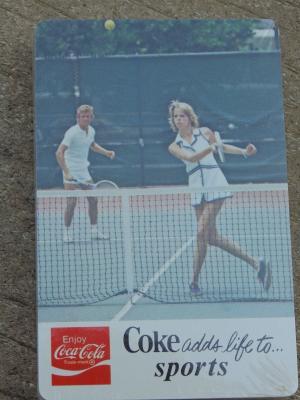 Enjoy
Coca-Cola
Trade-mark ®
Coke adds life to...
sports